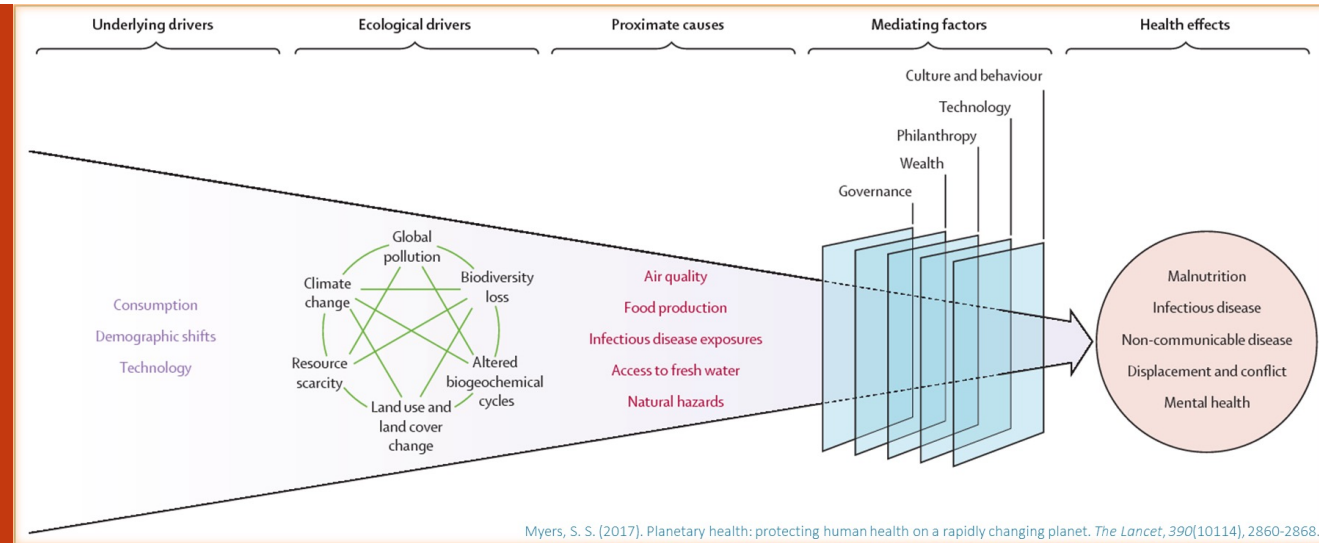 Underlying drivers
Ecological drivers
Proximate causes
Mediating factors
Health effects
Consumption
Demographic shifts
Technology
Global
pollution
Biodiversity
loss
Climate
change
Resource
scarcity
Altered
biogeochemical
cycles
Land use and
land cover
change
Air quality
Food production
Infectious disease exposures
Access to fresh water
Natural hazards
Culture and behaviour
Technology
Philanthropy
Wealth
Governance
Malnutrition
Infectious disease
Non-communicable disease
Displacement and conflict
Mental health
Myers, S. S. (2017). Planetary health: protecting human health on a rapidly changing planet. The Lancet, 390(10114), 2860-2868.